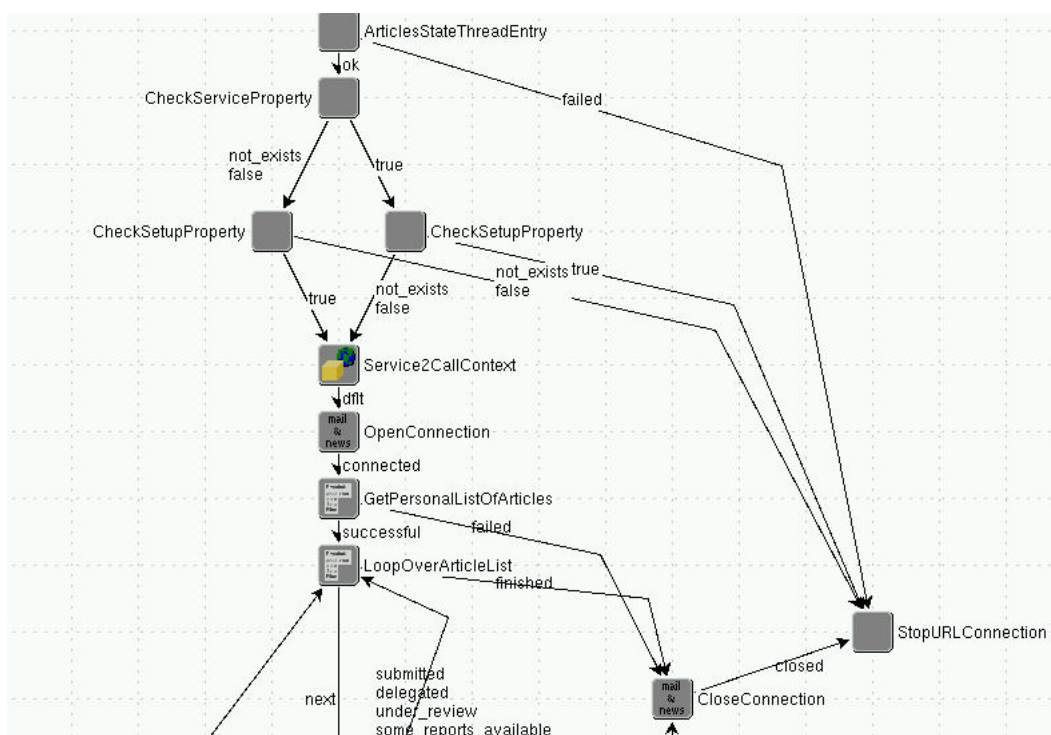 ArticlesStateThreadEntry
ok
CheckServiceProperty
failed
not_exists
false
true
CheckSetupProperty
CheckSetupProperty
not_exists
false
true
true
not_exists
false
Service2CallContext
dflt
mail
&
news
OpenConnection
connected
GetPersonalListOfArticles
successful
failed
LoopOverArticleList
finished
StopURLConnection
closed
submitted
delegated
under_review
some_reports_available
next
mail
&
news
CloseConnection